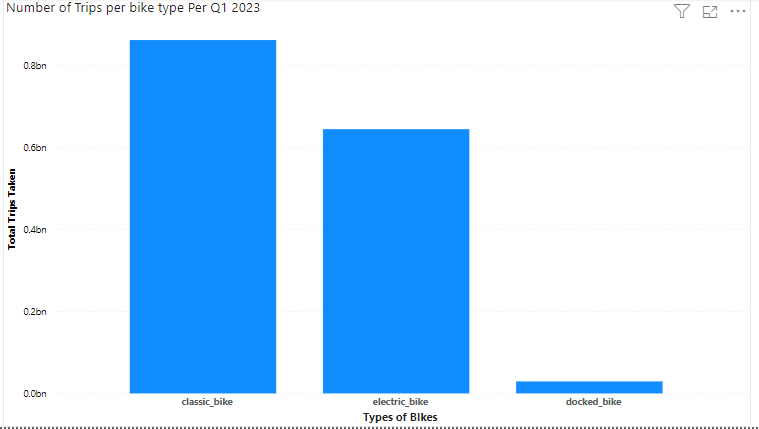 Number of Trips per bike type Per Q1 2023
0.8bn
0.6bn
0.4bn
0.2bn
0.0bn
Total Trips Taken
classic_bike electric_bike docked_bike
Types of BIkes